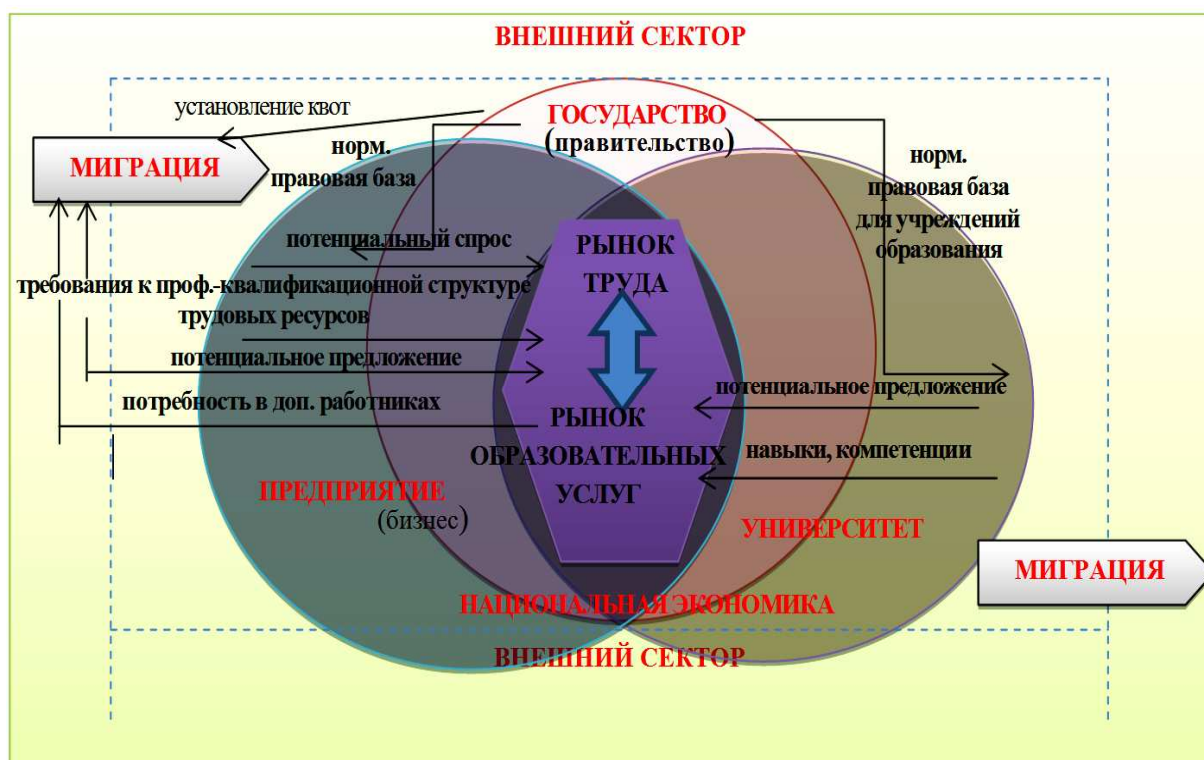 ВНЕШНИЙ СЕКТОР
установление квот
ГОСУДАРСТВО
(правительство)
МИГРАЦИЯ
норм.
правовая база
норм.
правовая база
для учреждений
образования
потенциальный спрос
РЫНОК
ТРУДА
требования к проф.-квалификационной структуре
трудовых ресурсов
потенциальное предложение
потенциальное предложение
потребность в доп. работниках
РЫНОК
ОБРАЗОВАТЕЛЬНЫХ
УСЛУГ
навыки, компетенции
ПРЕДПРИЯТИЕ
(бизнес)
УНИВЕРСИТЕТ
МИГРАЦИЯ
НАЦИОНАЛЬНАЯ ЭКОНОМИКА
ВНЕШНИЙ СЕКТОР